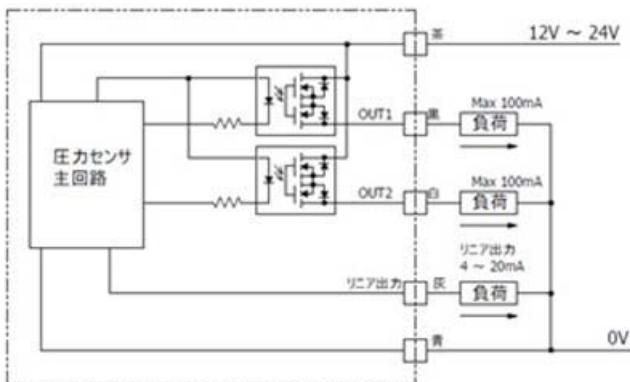 茶
12V ~ 24V
圧力センサ
主回路
OUT1
黒
Max 100mA
負荷
OUT2
白
Max 100mA
負荷
リニア出力
4 ~ 20mA
リニア出力
灰
負荷
青
0V